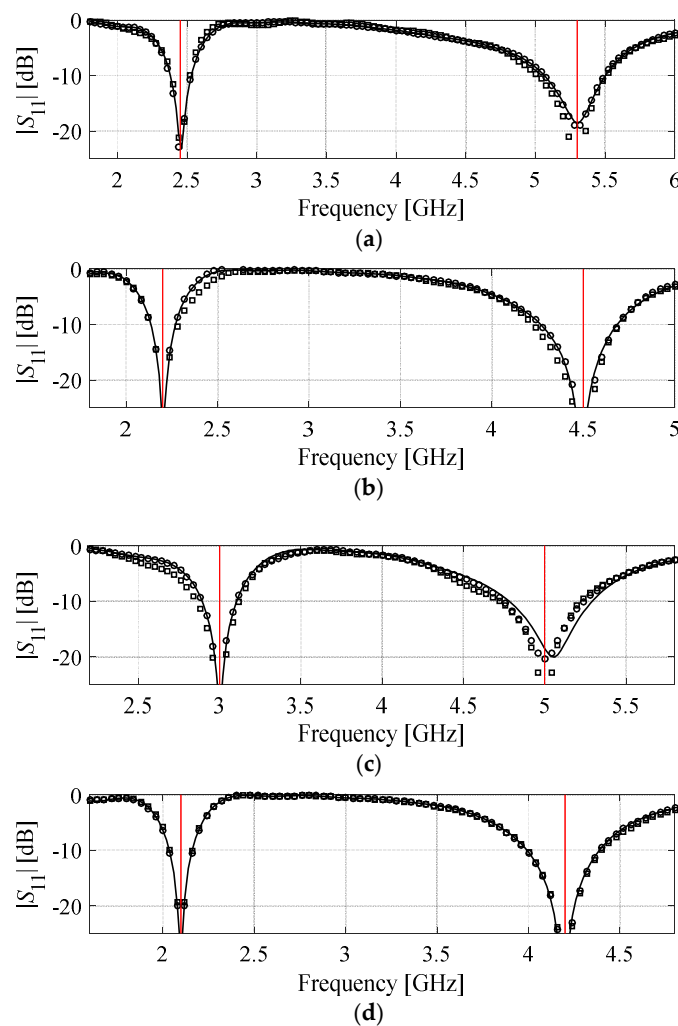 |S11| [dB]
0
-10
-20
2 2.5 3 3.5 4 4.5 5 5.5 6
Frequency [GHz]
(a)
|S11| [dB]
0
-10
-20
2 2.5 3 3.5 4 4.5 5
Frequency [GHz]
(b)
|S11| [dB]
0
-10
-20
2.5 3 3.5 4 4.5 5 5.5
Frequency [GHz]
(c)
|S11| [dB]
0
-10
-20
2 2.5 3 3.5 4 4.5
Frequency [GHz]
(d)